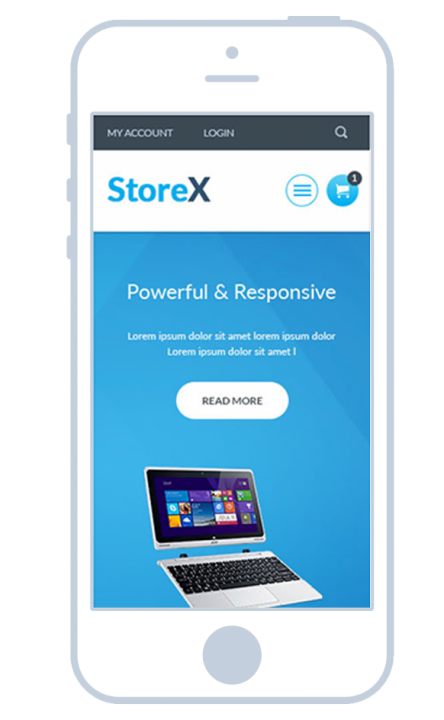 MY ACCOUNT LOGIN
StoreX
1
Powerful & Responsive
Lorem ipsum dolor sit amet lorem ipsum dolor
Lorem ipsum dolor sit amet l
READ MORE
Start